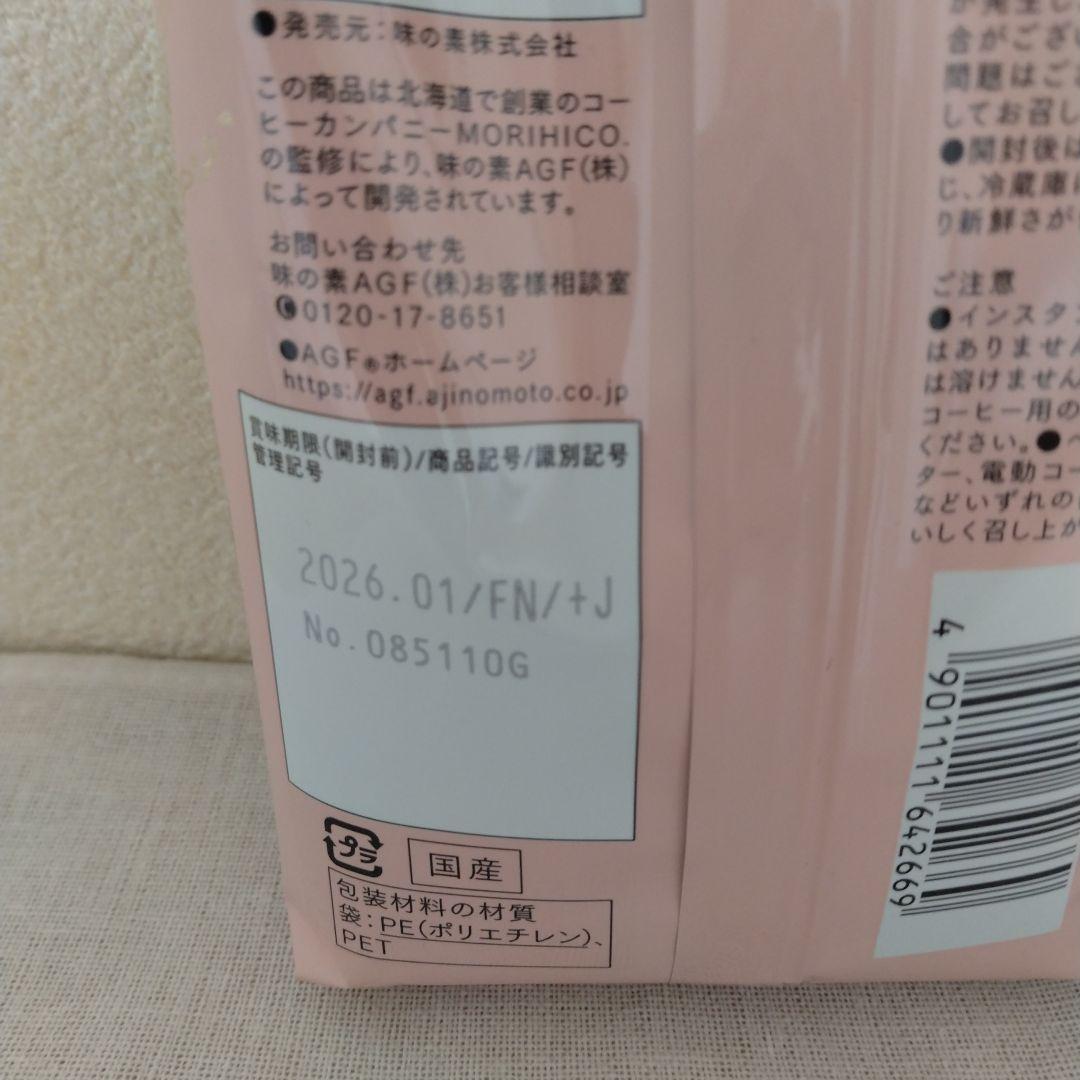 ●発売元：味の素株式会社
この商品は北海道で創業のコー
ヒーカンパニーMORIHICO.
の監修により、味の素AGF(株)
によって開発されています。
お問い合わせ先
味の素AGF(株)お客様相談室
0120-17-8651
●AGF®ホームページ
https://agf.ajinomoto.co.jp
賞味期限(開封前)/商品記号/識別記号
管理記号
2026.01/FN/+J
No.085110G
プラ
国産
包装材料の材質
袋：PE(ポリエチレン)、
PET
が発生し
合がござい
問題はござ
してお召し
●開封後は
じ、冷蔵庫
り新鮮さが
ご注意
●インスタン
はありません
は溶けません
コーヒー用の
ください。●
ター、電動コー
などいずれの
いしく召し上が
4 901111 642669